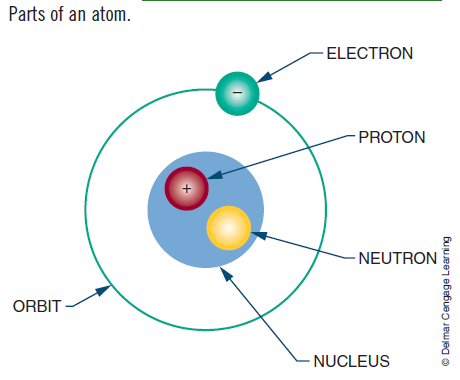 Parts of an atom.
ELECTRON
−
PROTON
+
NEUTRON
ORBIT
NUCLEUS
© Delmar Cengage Learning